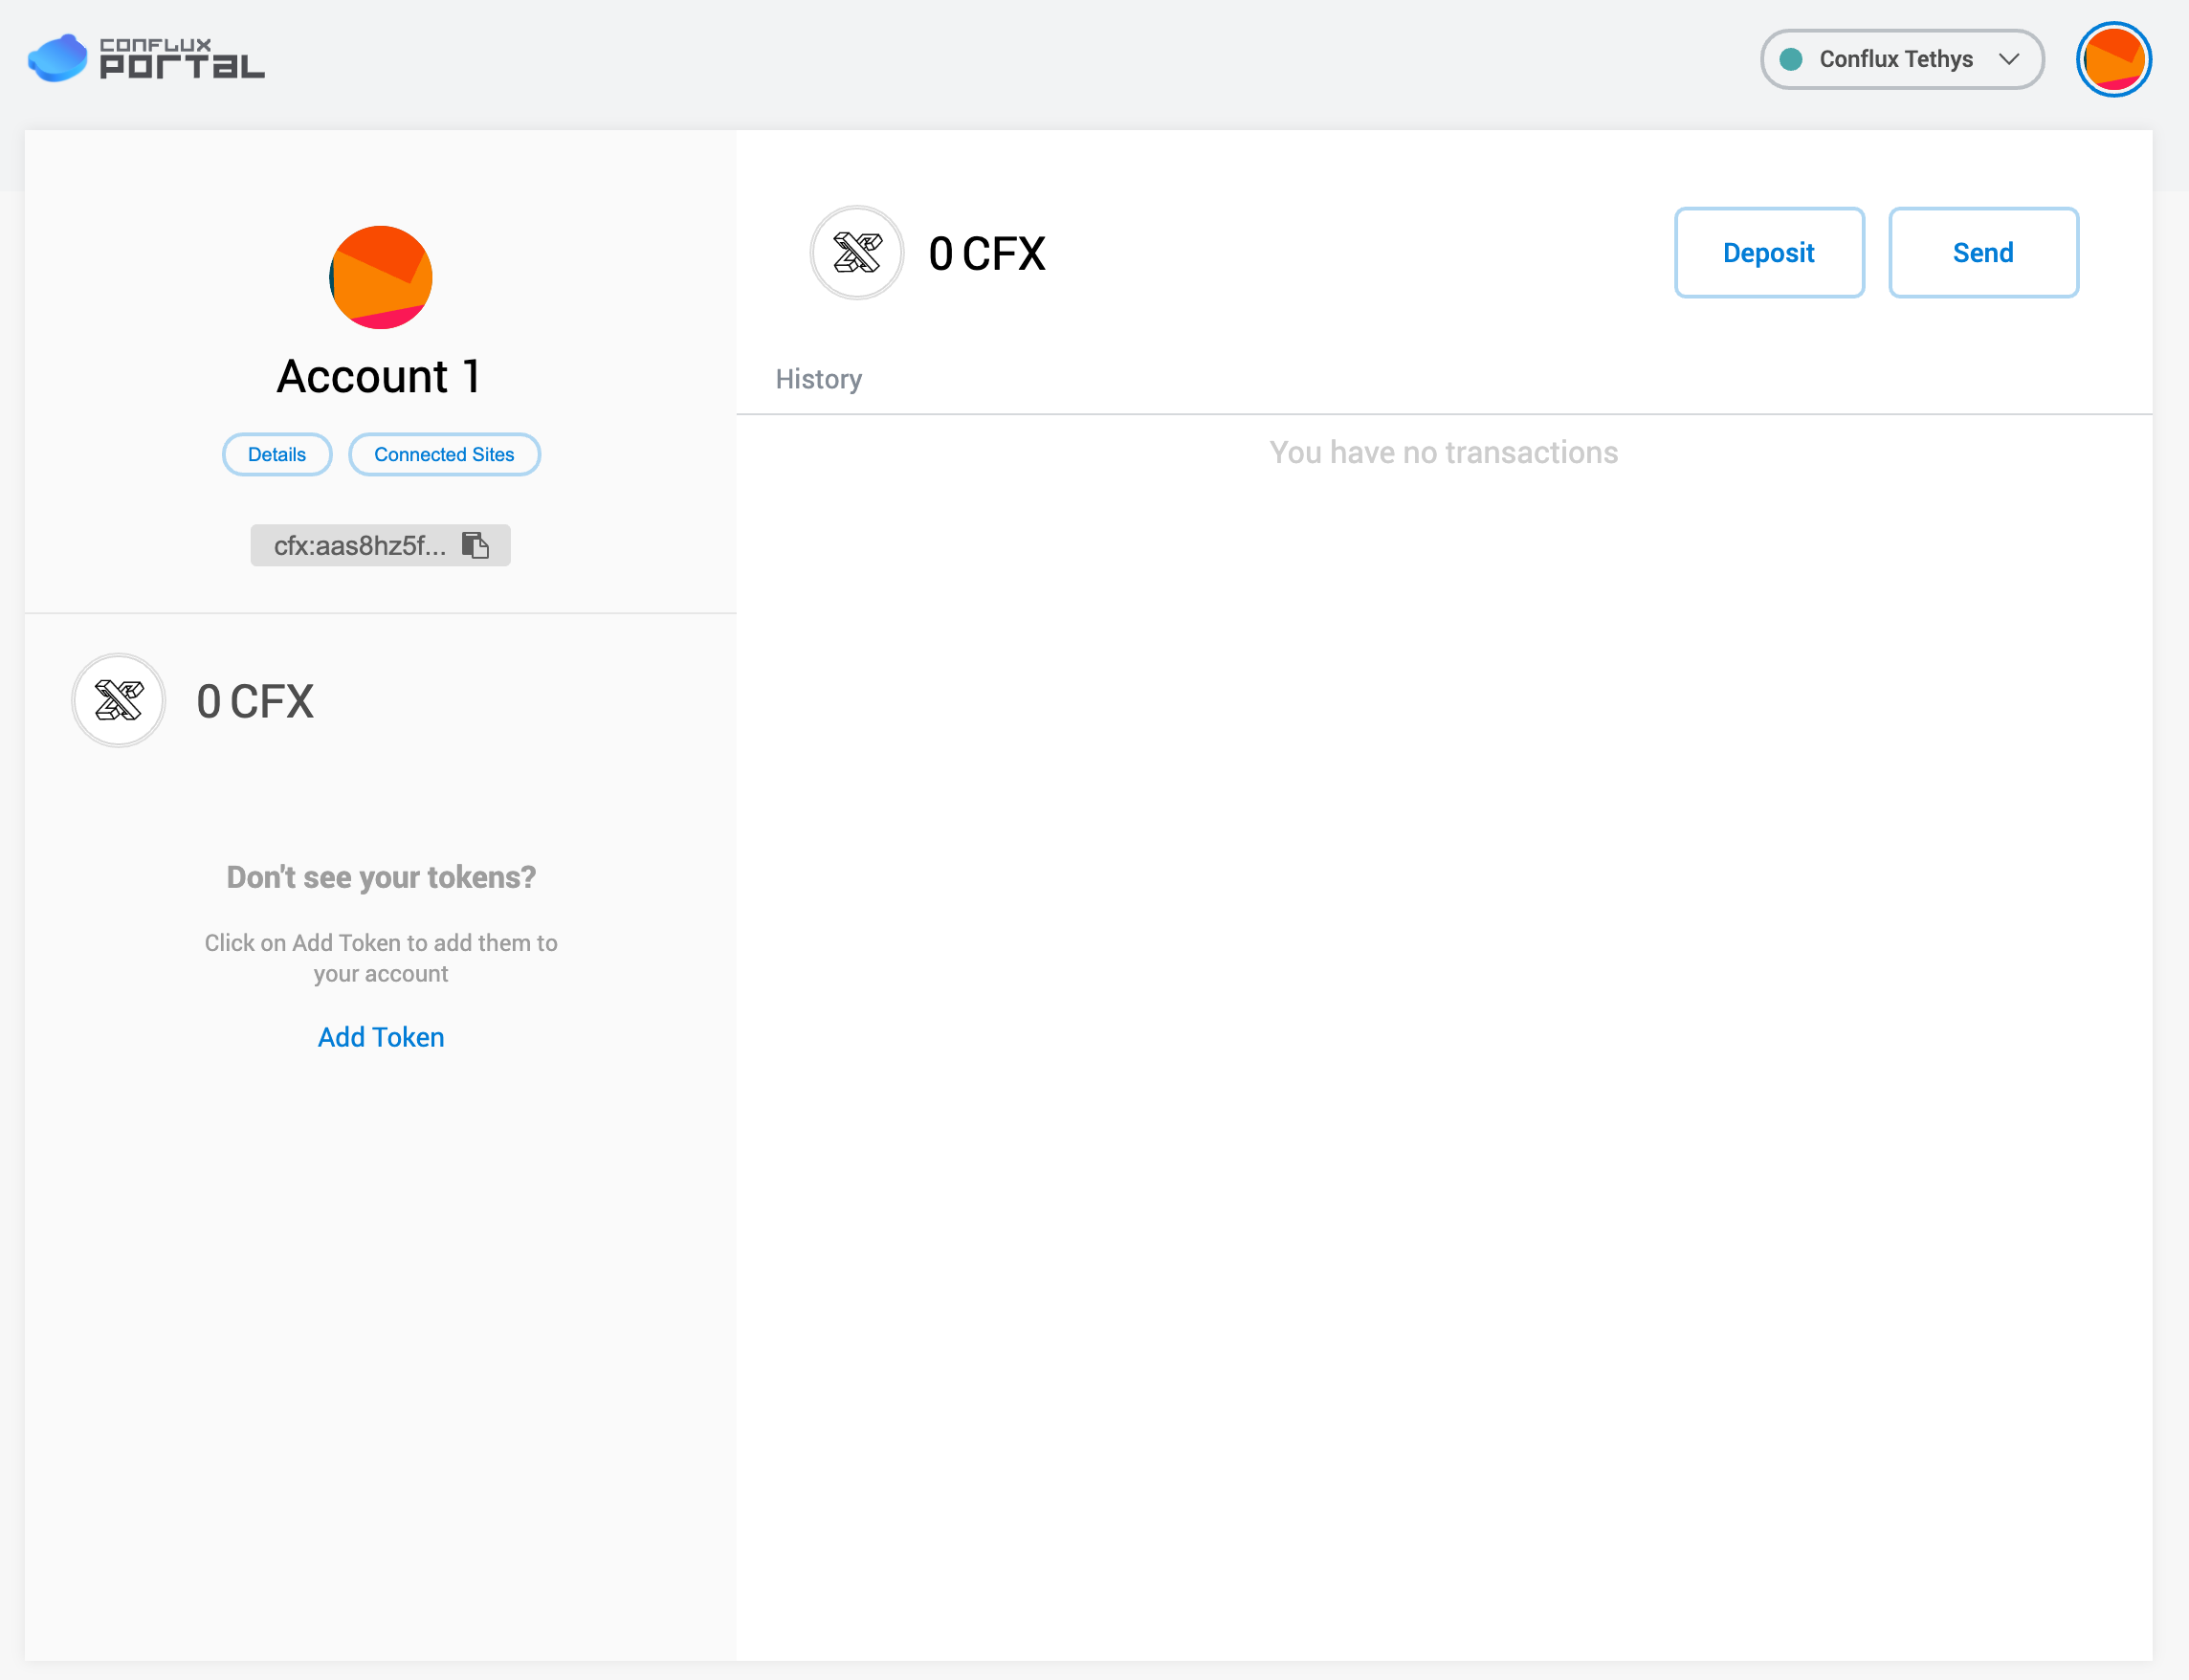 CONFLUX
PORTAL
Conflux Tethys
Account 1
Details
Connected Sites
cfx:aas8hz5f...
0 CFX
Don't see your tokens?
Click on Add Token to add them to
your account
Add Token
0 CFX
Deposit
Send
History
You have no transactions